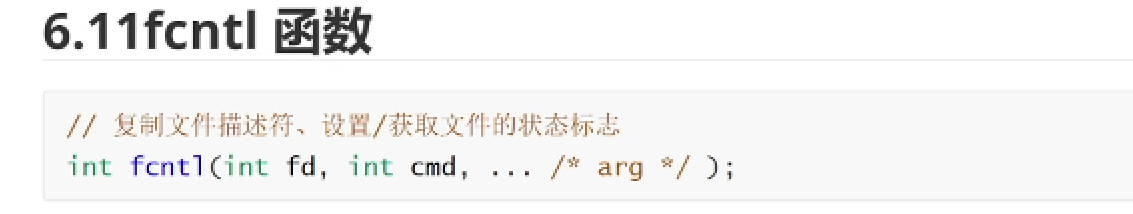 6.11fcntl 函数
// 复制文件描述符、设置/获取文件的状态标志
int fcntl(int fd, int cmd, ... /* arg */ );